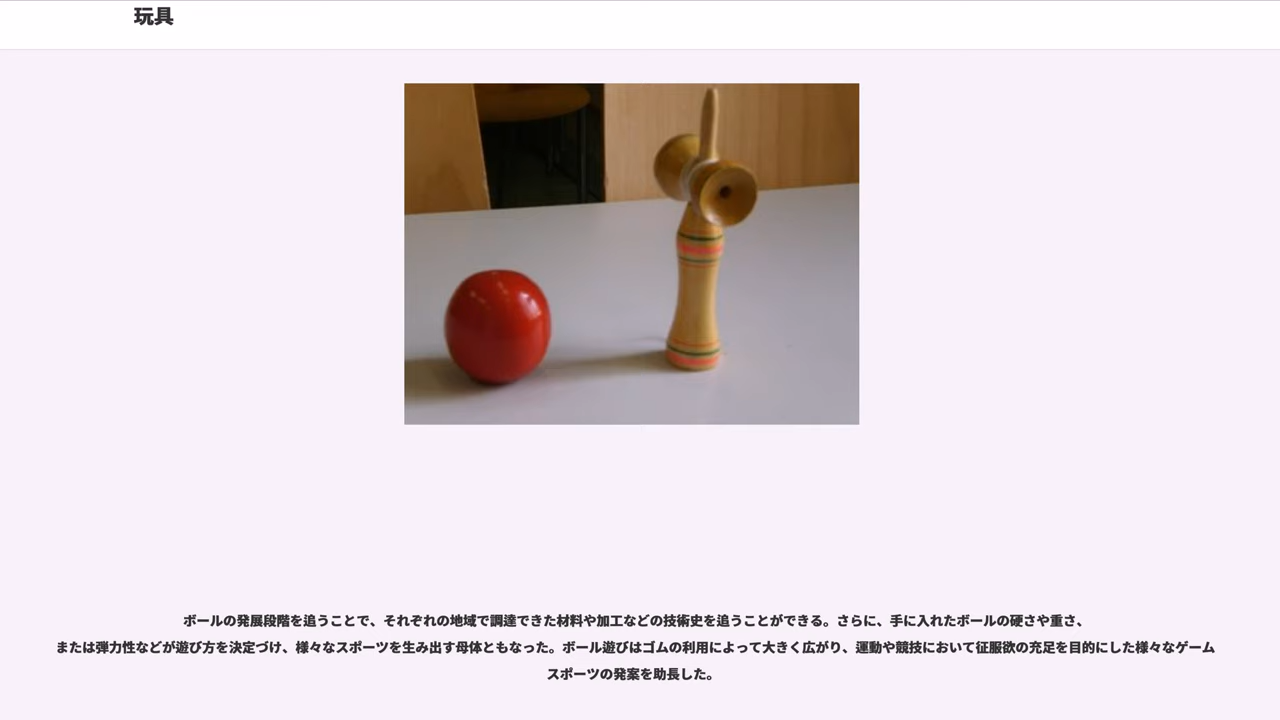 玩具
ボールの発展段階を追うことで、それぞれの地域で調達できた材料や加工などの技術史を追うことができる。さらに、手に入れたボールの硬さや重さ、
または弾力性などが遊び方を決定づけ、様々なスポーツを生み出す母体ともなった。ボール遊びはゴムの利用によって大きく広がり、運動や競技において征服欲の充足を目的にした様々なゲーム
スポーツの発案を助長した。